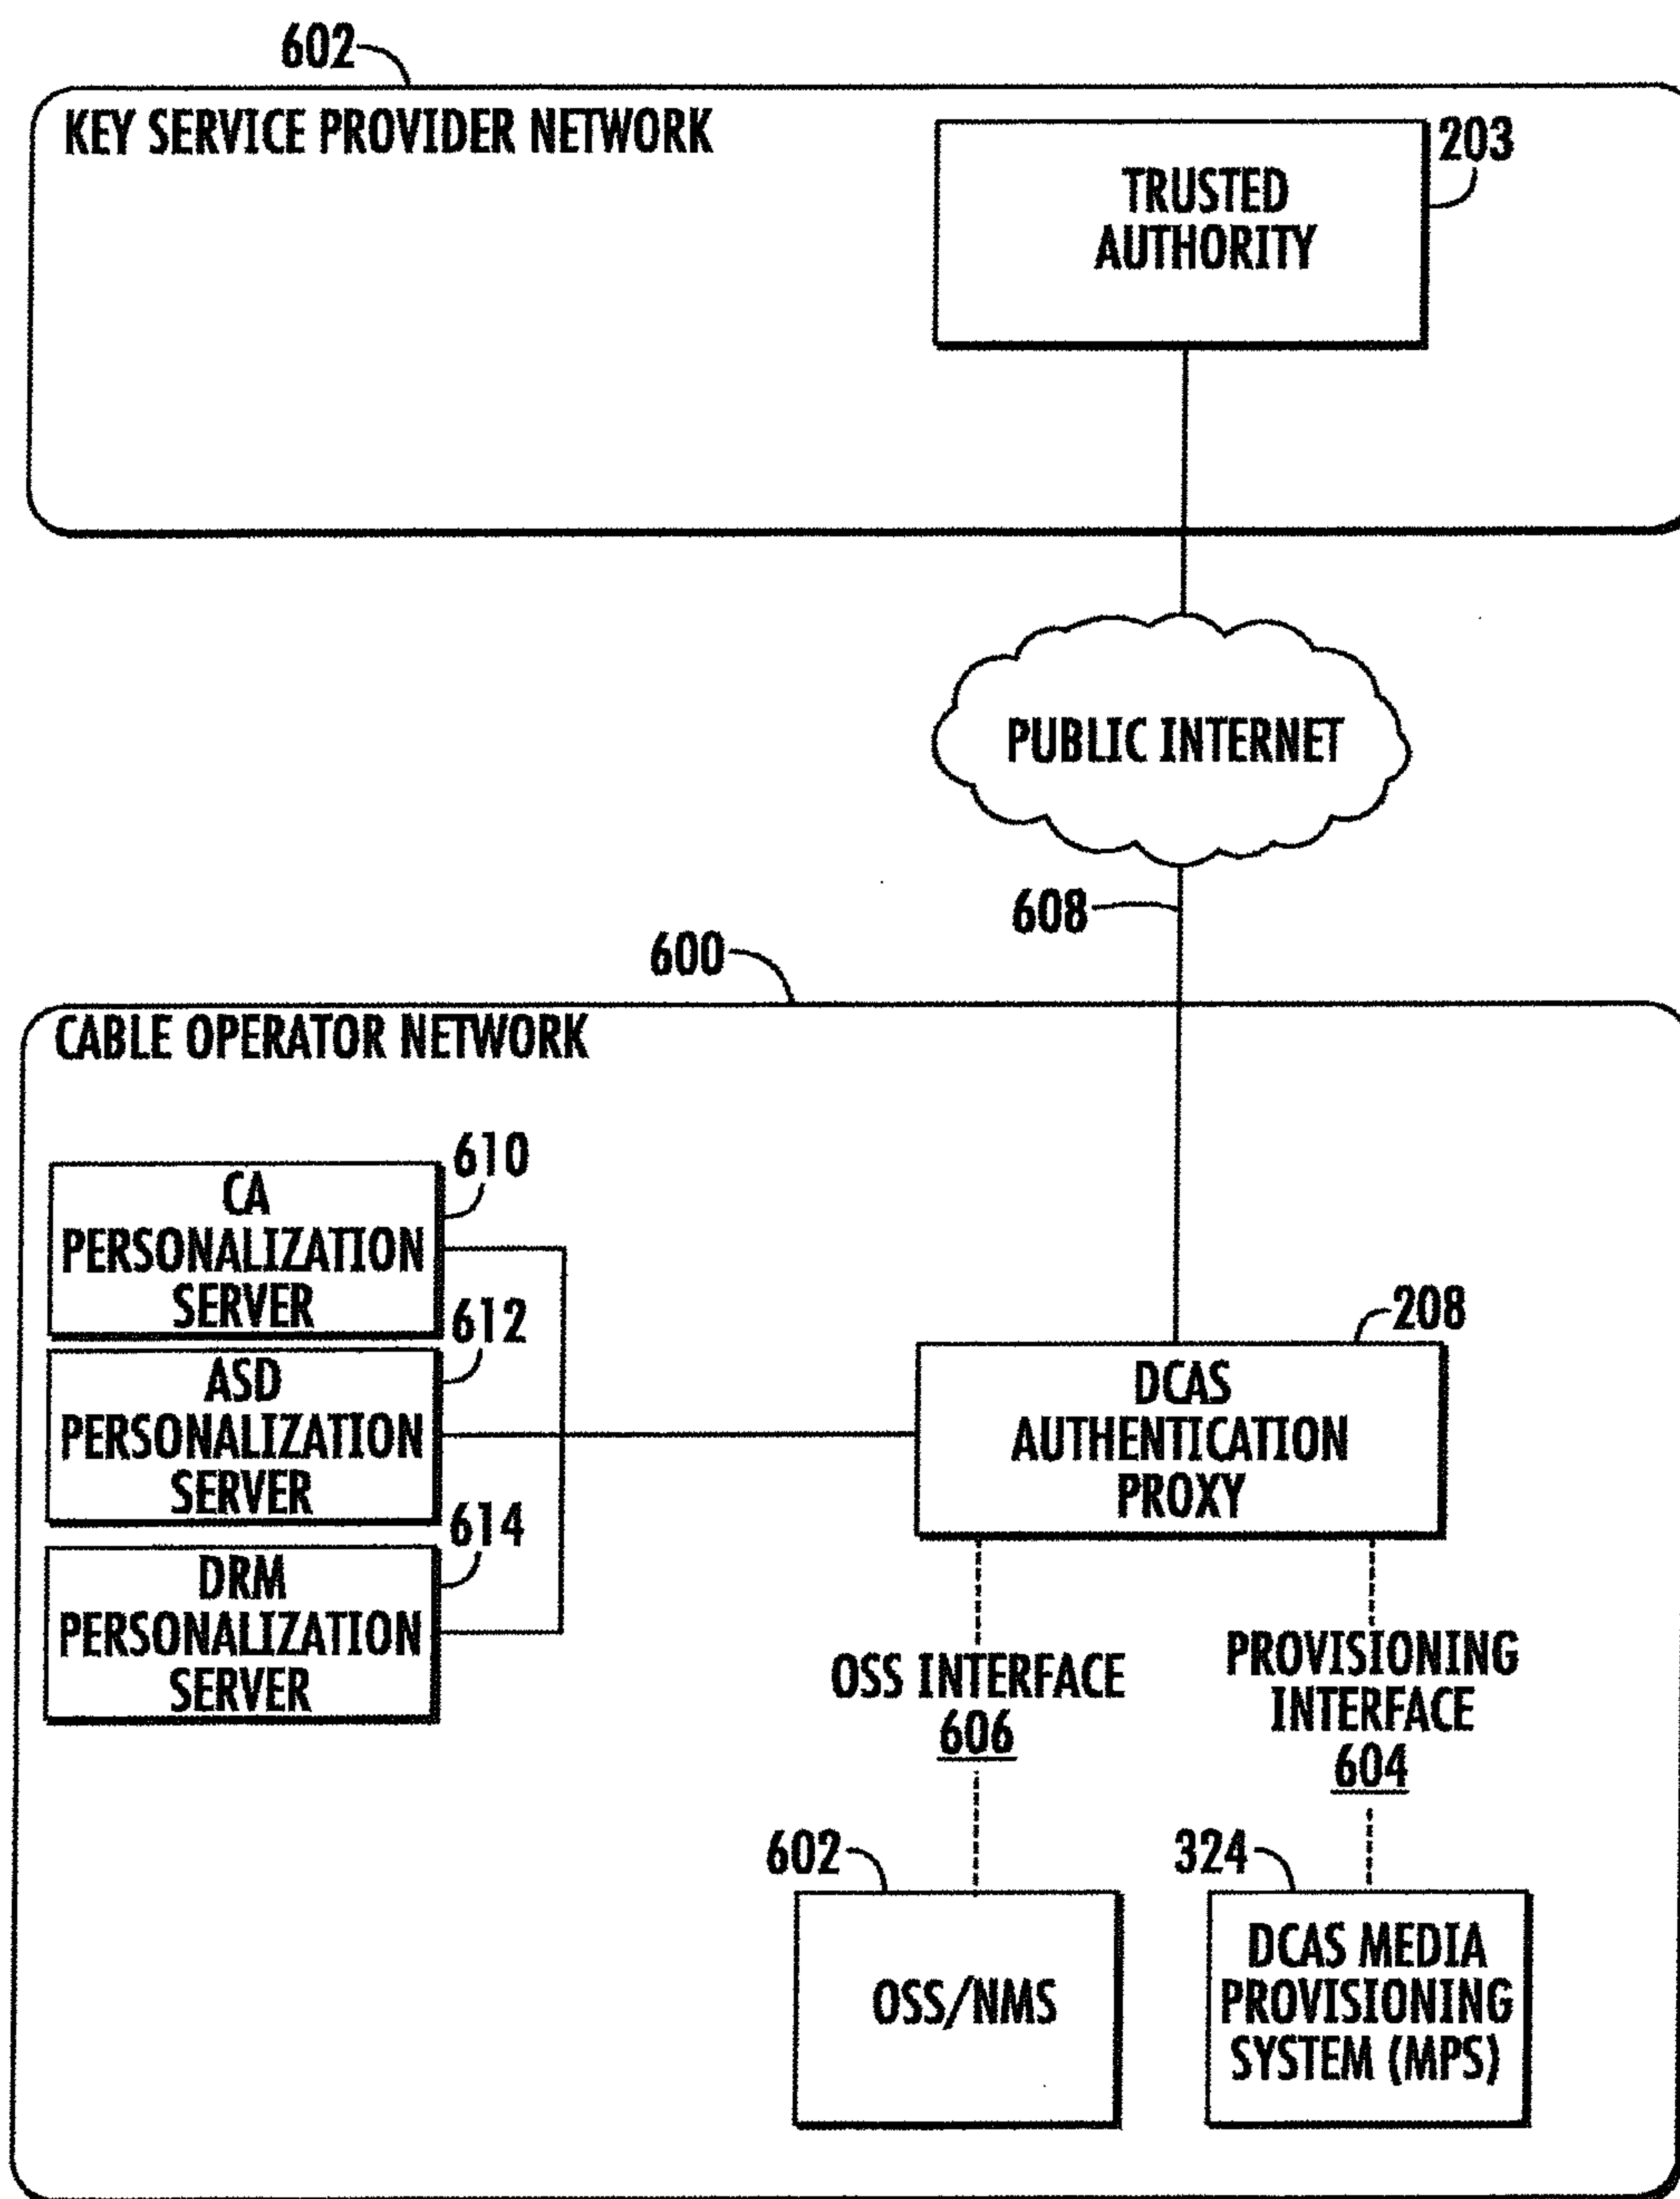 602
KEY SERVICE PROVIDER NETWORK
TRUSTED
AUTHORITY
203
PUBLIC INTERNET
608
600
CABLE OPERATOR NETWORK
CA
PERSONALIZATION
SERVER
610
ASD
PERSONALIZATION
SERVER
612
DRM
PERSONALIZATION
SERVER
614
208
DCAS
AUTHENTICATION
PROXY
OSS INTERFACE
606
PROVISIONING
INTERFACE
604
602
OSS/NMS
324
DCAS MEDIA
PROVISIONING
SYSTEM (MPS)